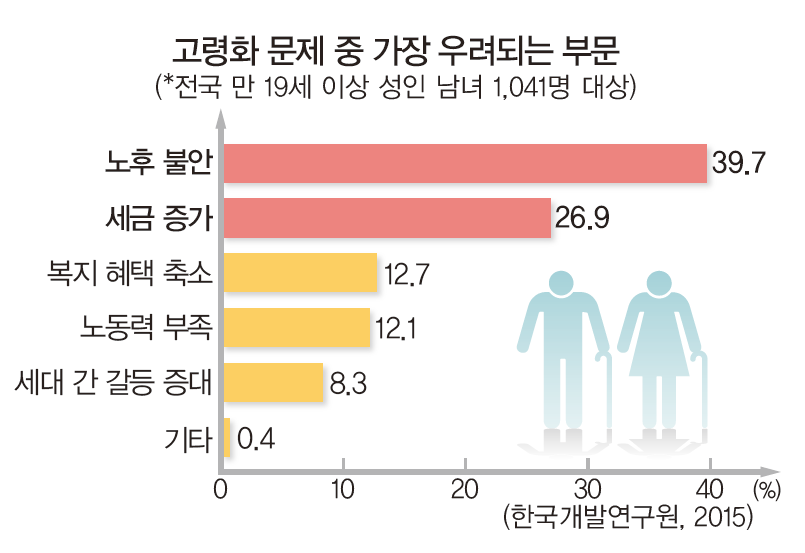 고령화 문제 중 가장 우려되는 부문
(*전국 만 19세 이상 성인 남녀 1,041명 대상)
노후 불안 39.7
세금 증가 26.9
복지 혜택 축소 12.7
노동력 부족 12.1
세대 간 갈등 증대 8.3
기타 0.4
0 10 20 30 40 (%)
(한국개발연구원, 2015)